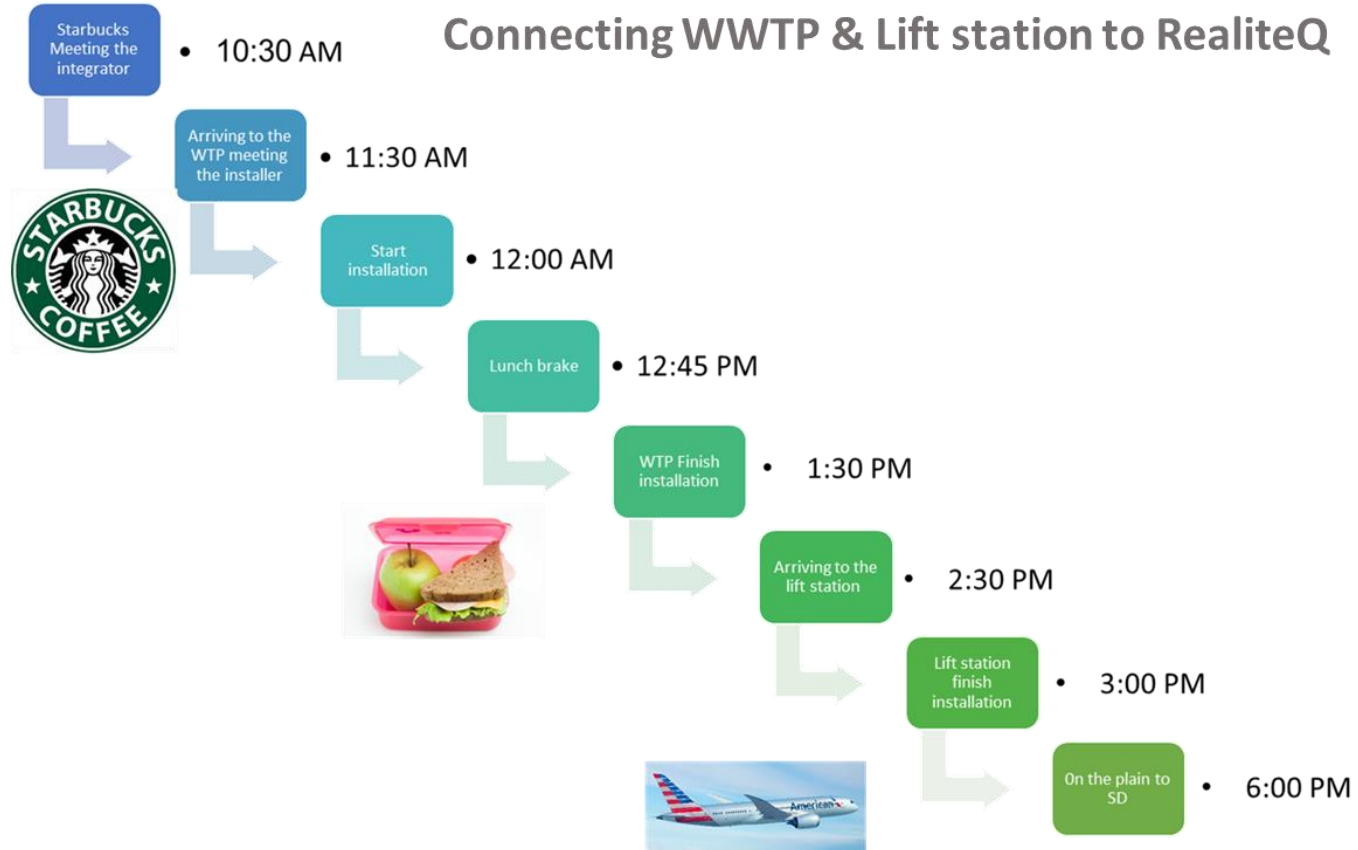 Connecting WWTP & Lift station to RealiteQ
Starbucks
Meeting the
integrator
• 10:30 AM
Arriving to the
WTP meeting
the installer
• 11:30 AM
STARBUCKS
COFFEE
Start
installation
• 12:00 AM
Lunch brake
• 12:45 PM
WTP Finish
installation
• 1:30 PM
Arriving to the
lift station
• 2:30 PM
Lift station
finish
installation
• 3:00 PM
American
0n the plain to
SD
• 6:00 PM